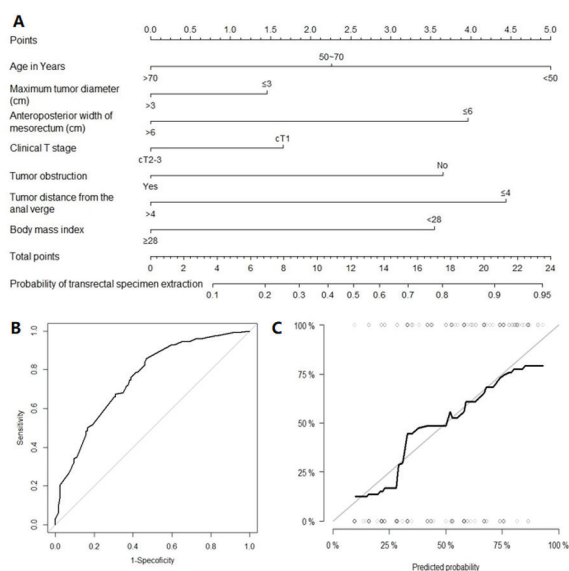 A
Points
0.0 0.5 1.0 1.5 2.0 2.5 3.0 3.5 4.0 4.5 5.0
50~70
Age in Years
>70 <50
≤3
Maximum tumor diameter
(cm)
>3
≤6
Anteroposterior width of
mesorectum (cm)
>6
cT1
Clinical T stage
cT2-3
No
Tumor obstruction
Yes
≤4
Tumor distance from the
anal verge
>4
<28
Body mass index
≥28
Total points
0 2 4 6 8 10 12 14 16 18 20 22 24
Probability of transrectal specimen extraction
0.1 0.2 0.3 0.4 0.5 0.6 0.7 0.8 0.9 0.95
B
Sensitivity
1.0
0.8
0.6
0.4
0.2
0.0
0.0 0.2 0.4 0.6 0.8 1.0
1-Specoficity
C
100 %
75 %
50 %
25 %
0 %
0 % 25 % 50 % 75 % 100 %
Predicted probability